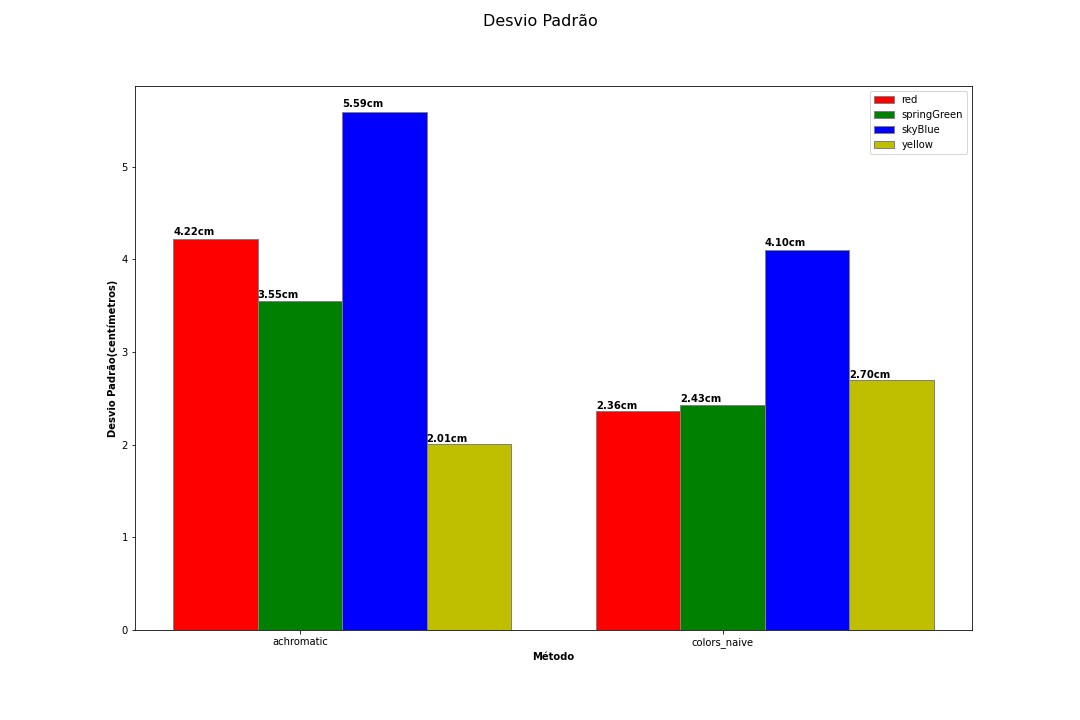 Desvio Padrão
5.59cm
4.22cm
3.55cm
2.01cm
4.10cm
2.70cm
2.43cm
2.36cm
red
springGreen
skyBlue
yellow
5
4
3
2
1
0
Desvio Padrão(centímetros)
achromatic
colors_naive
Método